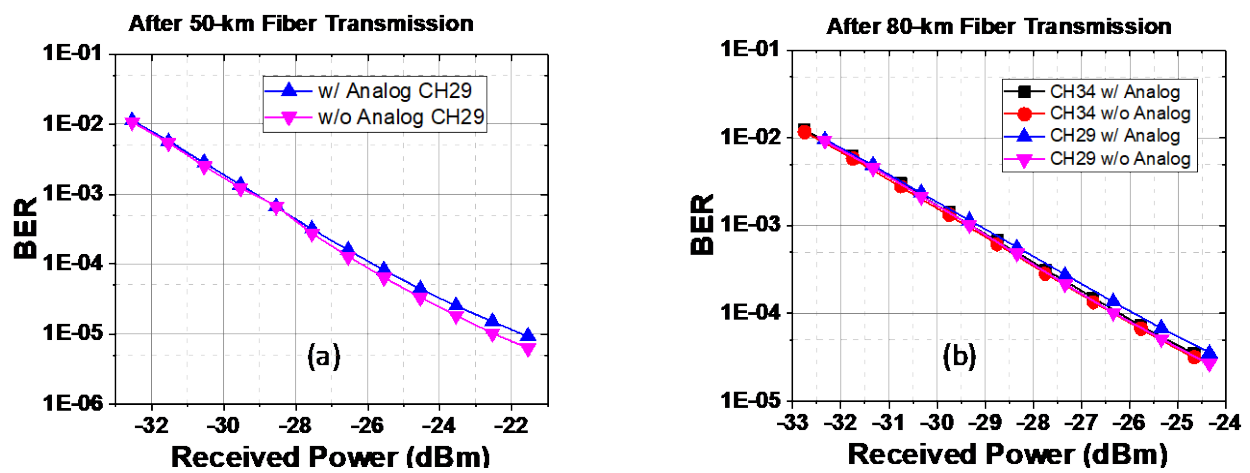 After 50-km Fiber Transmission
1E-01
1E-02
1E-03
1E-04
1E-05
1E-06
BER
w/ Analog CH29
w/o Analog CH29
(a)
-32 -30 -28 -26 -24 -22
Received Power (dBm)
After 80-km Fiber Transmission
1E-01
1E-02
1E-03
1E-04
1E-05
BER
CH34 w/ Analog
CH34 w/o Analog
CH29 w/ Analog
CH29 w/o Analog
(b)
-33 -32 -31 -30 -29 -28 -27 -26 -25 -24
Received Power (dBm)